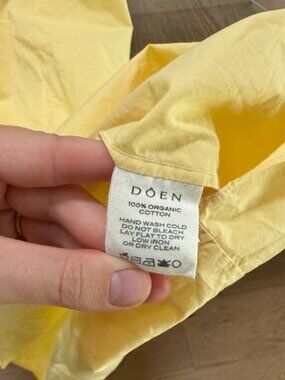 DÔEN
100% ORGANIC
COTTON
HAND WASH COLD
DO NOT BLEACH
LAY FLAT TO DRY
LOW IRON
OR DRY CLEAN